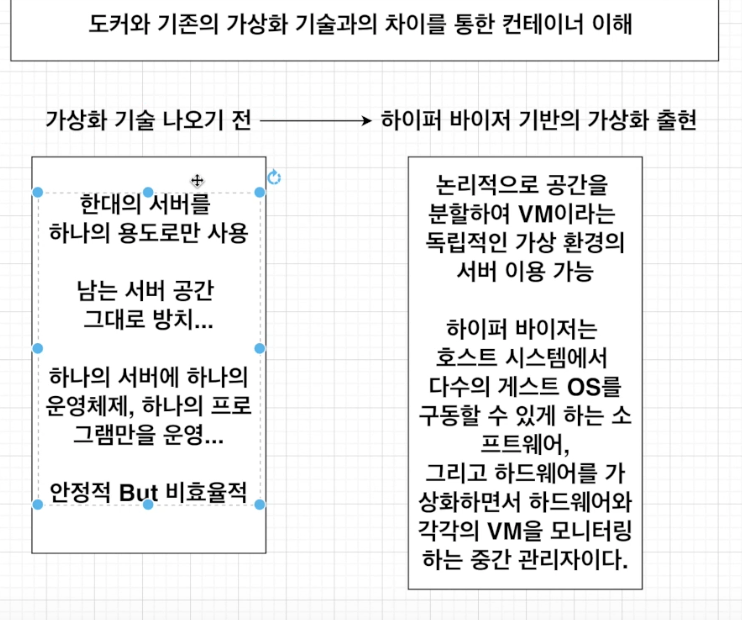 도커와 기존의 가상화 기술과의 차이를 통한 컨테이너 이해
가상화 기술 나오기 전
하이퍼 바이저 기반의 가상화 출현
한대의 서버를
하나의 용도로만 사용
남는 서버 공간
그대로 방치...
하나의 서버에 하나의
운영체제, 하나의 프로
그램만을 운영...
안정적 But 비효율적
논리적으로 공간을
분할하여 VM이라는
독립적인 가상 환경의
서버 이용 가능
하이퍼 바이저는
호스트 시스템에서
다수의 게스트 OS를
구동할 수 있게 하는 소
프트웨어,
그리고 하드웨어를 가
상화하면서 하드웨어와
각각의 VM을 모니터링
하는 중간 관리자이다.